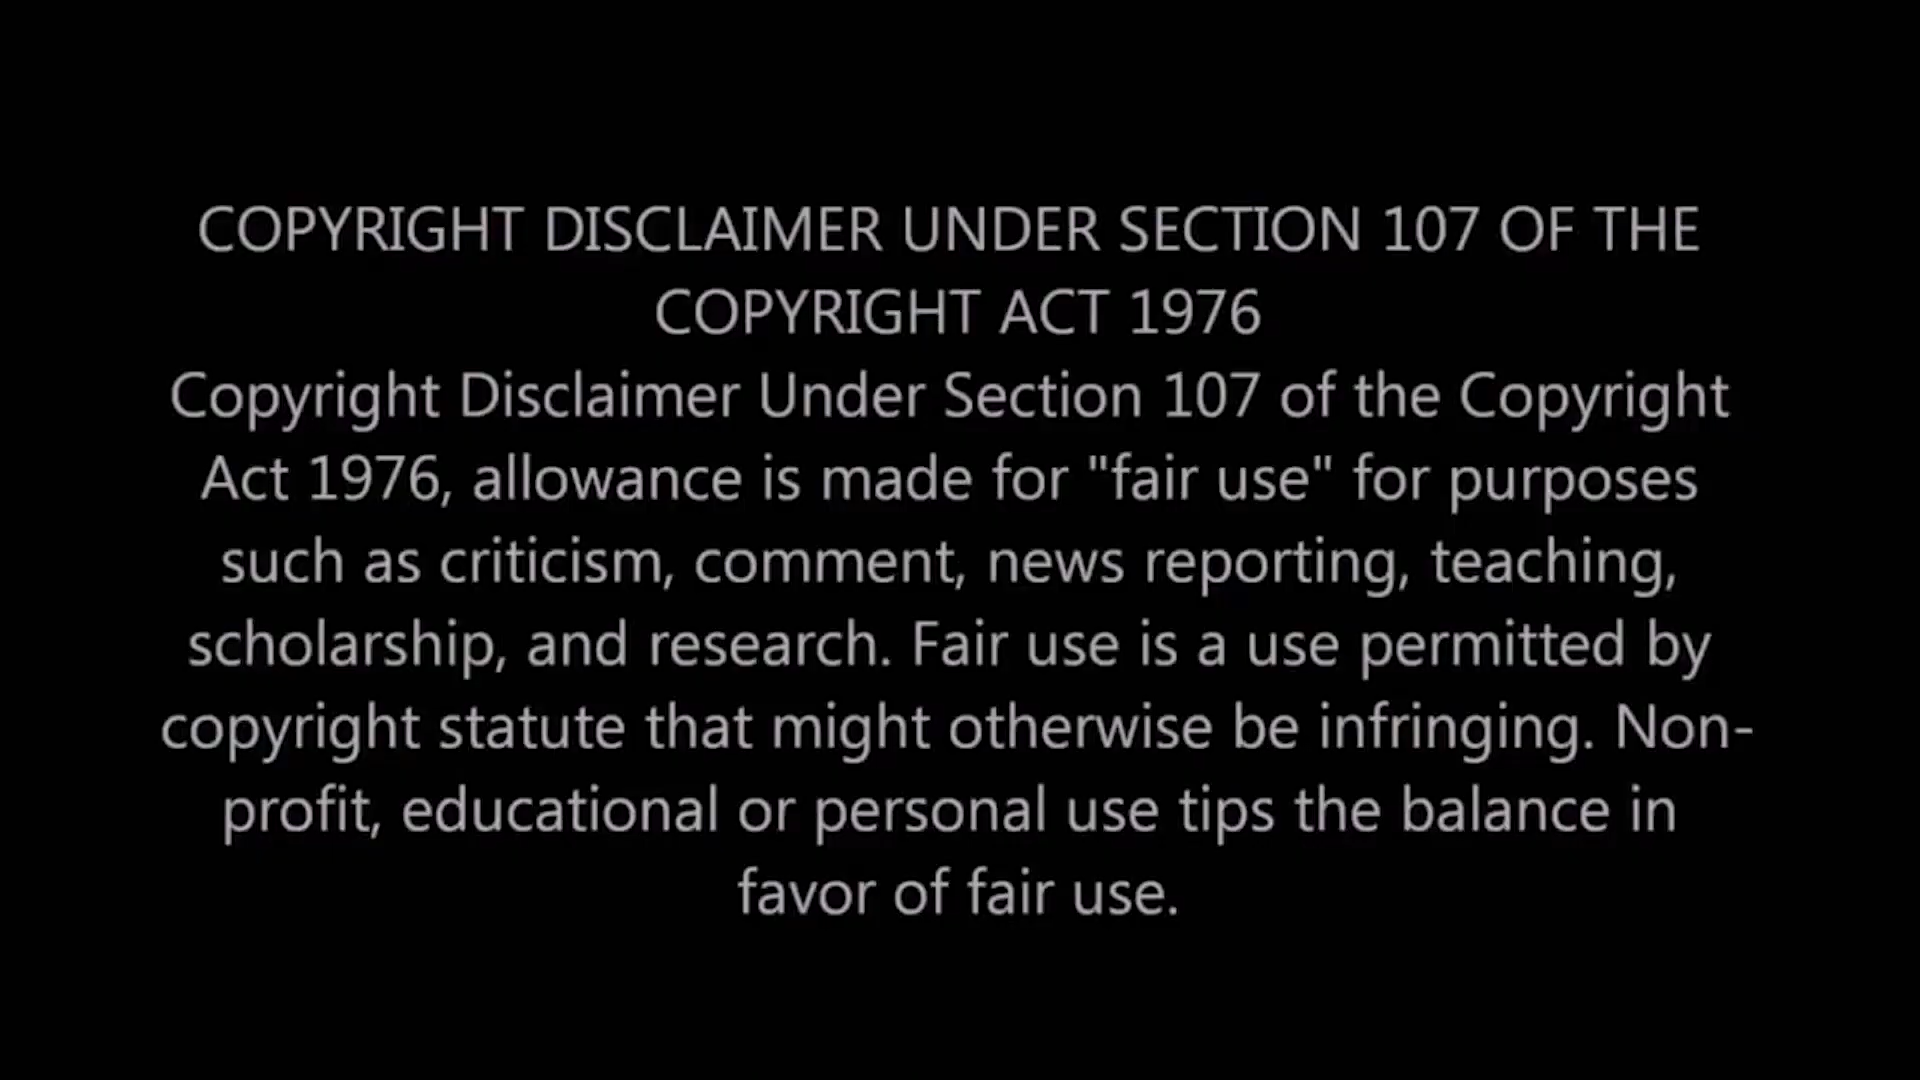 COPYRIGHT DISCLAIMER UNDER SECTION 107 OF THE
COPYRIGHT ACT 1976
Copyright Disclaimer Under Section 107 of the Copyright
Act 1976, allowance is made for "fair use" for purposes
such as criticism, comment, news reporting, teaching,
scholarship, and research. Fair use is a use permitted by
copyright statute that might otherwise be infringing. Non-
profit, educational or personal use tips the balance in
favor of fair use.